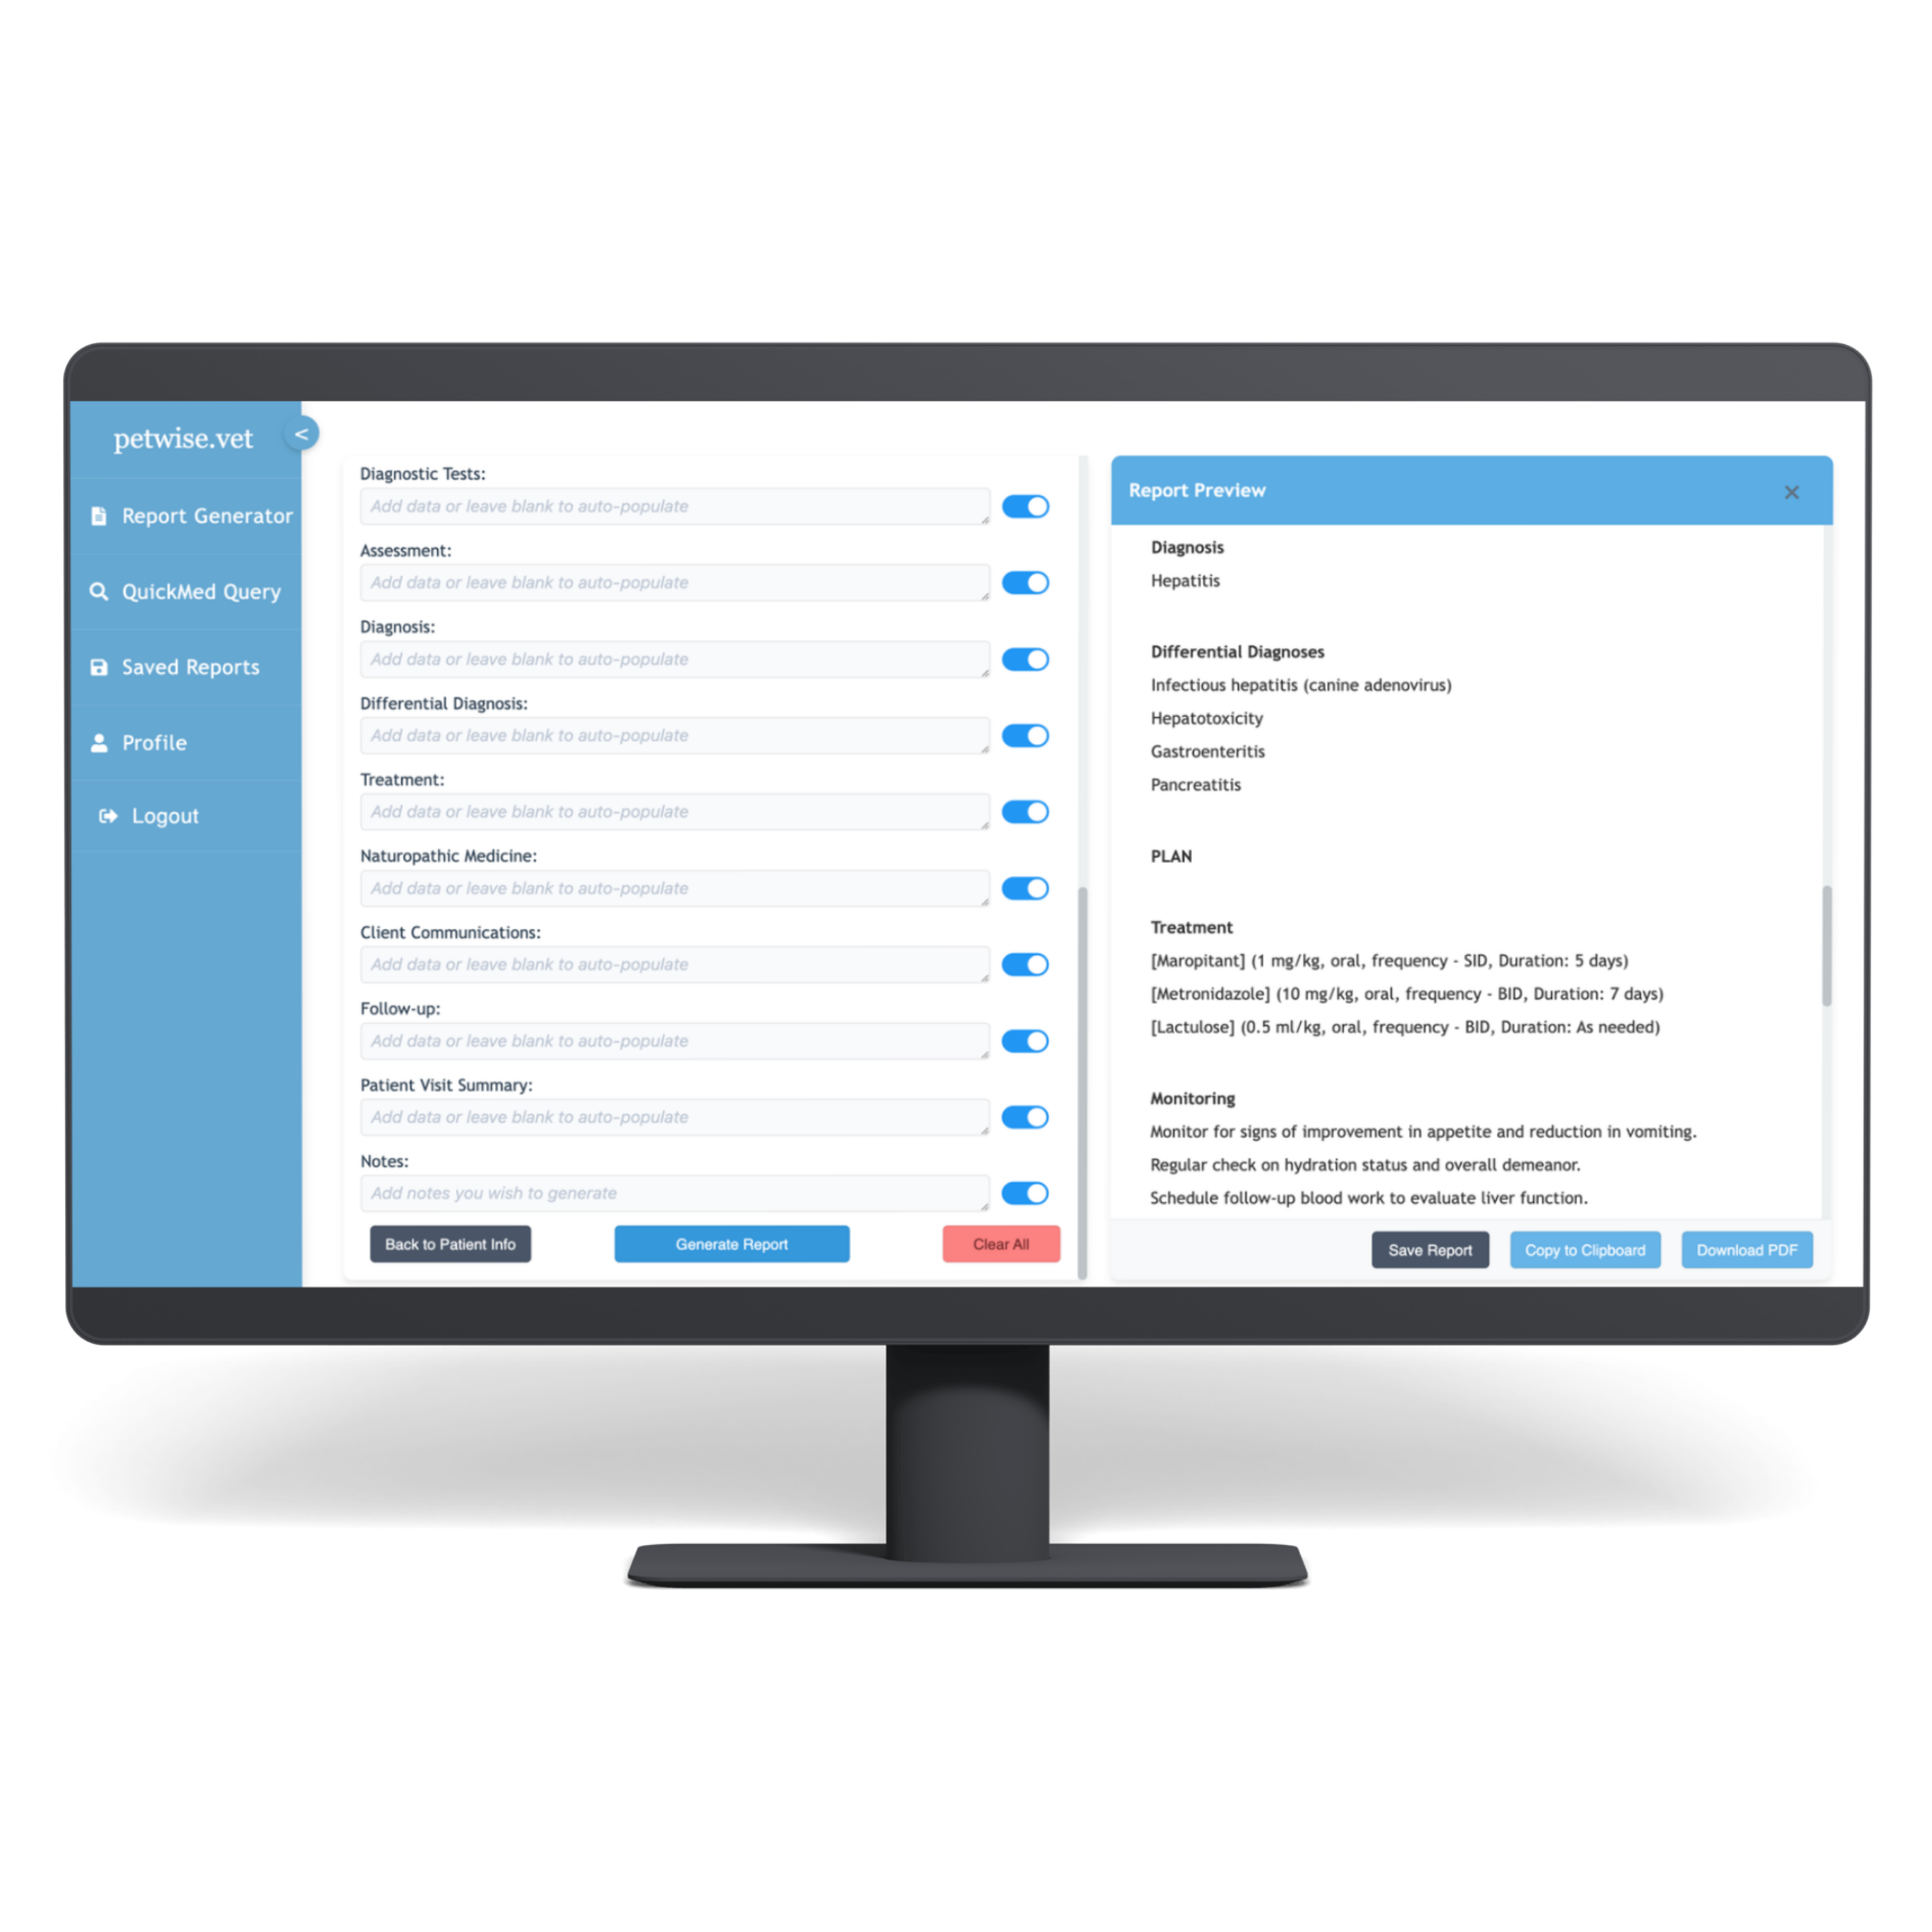 petwise.vet
<
Report Generator
QuickMed Query
Saved Reports
Profile
Logout
Diagnostic Tests:
Add data or leave blank to auto-populate
Assessment:
Add data or leave blank to auto-populate
Diagnosis:
Add data or leave blank to auto-populate
Differential Diagnosis:
Add data or leave blank to auto-populate
Treatment:
Add data or leave blank to auto-populate
Naturopathic Medicine:
Add data or leave blank to auto-populate
Client Communications:
Add data or leave blank to auto-populate
Follow-up:
Add data or leave blank to auto-populate
Patient Visit Summary:
Add data or leave blank to auto-populate
Notes:
Add notes you wish to generate
Back to Patient Info
Generate Report
Clear All
Report Preview
Diagnosis
Hepatitis
Differential Diagnoses
Infectious hepatitis (canine adenovirus)
Hepatotoxicity
Gastroenteritis
Pancreatitis
PLAN
Treatment
[Maropitant] (1 mg/kg, oral, frequency - SID, Duration: 5 days)
[Metronidazole] (10 mg/kg, oral, frequency - BID, Duration: 7 days)
[Lactulose] (0.5 ml/kg, oral, frequency - BID, Duration: As needed)
Monitoring
Monitor for signs of improvement in appetite and reduction in vomiting.
Regular check on hydration status and overall demeanor.
Schedule follow-up blood work to evaluate liver function.
Save Report
Copy to Clipboard
Download PDF